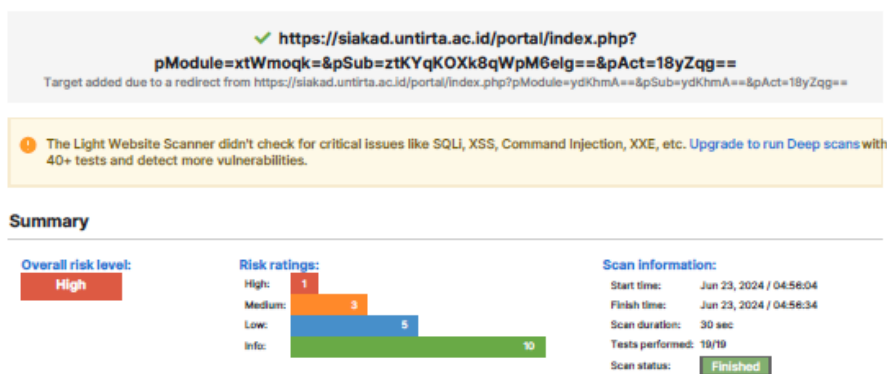 https://siakad.untirta.ac.id/portal/index.php?
pModule=xtWmoqk=&pSub=ztKYqKOXk8qWpM6elg==&pAct=18yZqg==
Target added due to a redirect from https://siakad.untirta.ac.id/portal/index.php?pModule=ydKhmA==&pSub=ydKhmA==&pAct=18yZqg==
The Light Website Scanner didn't check for critical issues like SQLi, XSS, Command Injection, XXE, etc. Upgrade to run Deep scans with
40+ tests and detect more vulnerabilities.
Summary
Overall risk level:
High
Risk ratings:
High: 1
Medium: 3
Low: 5
Info: 10
Scan information:
Start time: Jun 23, 2024 / 04:56:04
Finish time: Jun 23, 2024 / 04:56:34
Scan duration: 30 sec
Tests performed: 19/19
Scan status: Finished